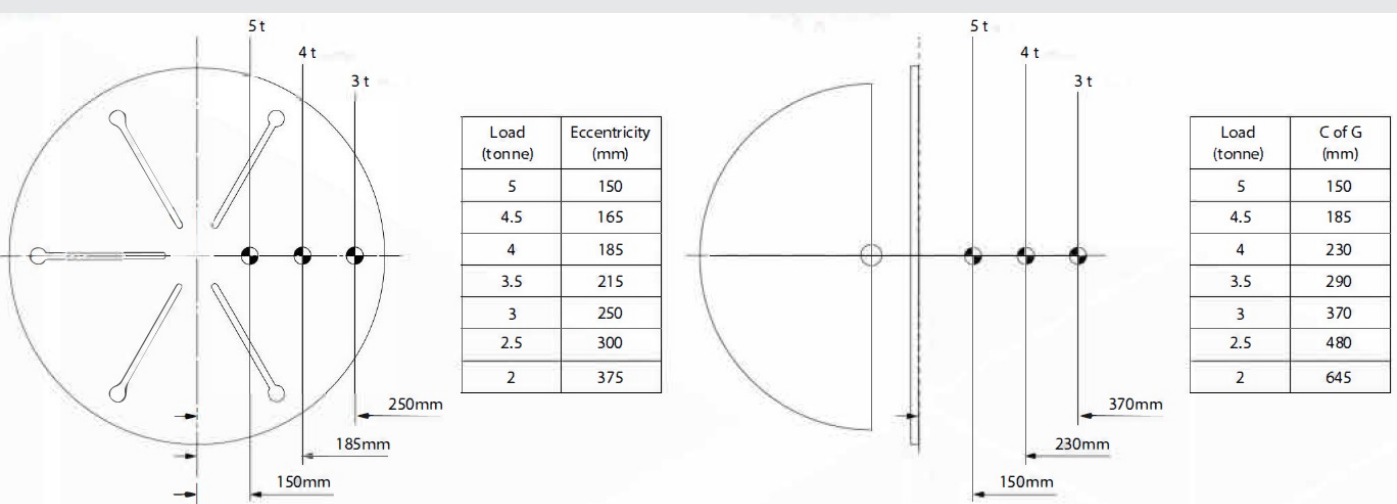 5 t
4 t
3 t
Load (tonne) Eccentricity (mm)
5 150
4.5 165
4 185
3.5 215
3 250
2.5 300
2 375
250mm
185mm
150mm
5 t
4 t
3 t
Load (tonne) C of G (mm)
5 150
4.5 185
4 230
3.5 290
3 370
2.5 480
2 645
370mm
230mm
150mm